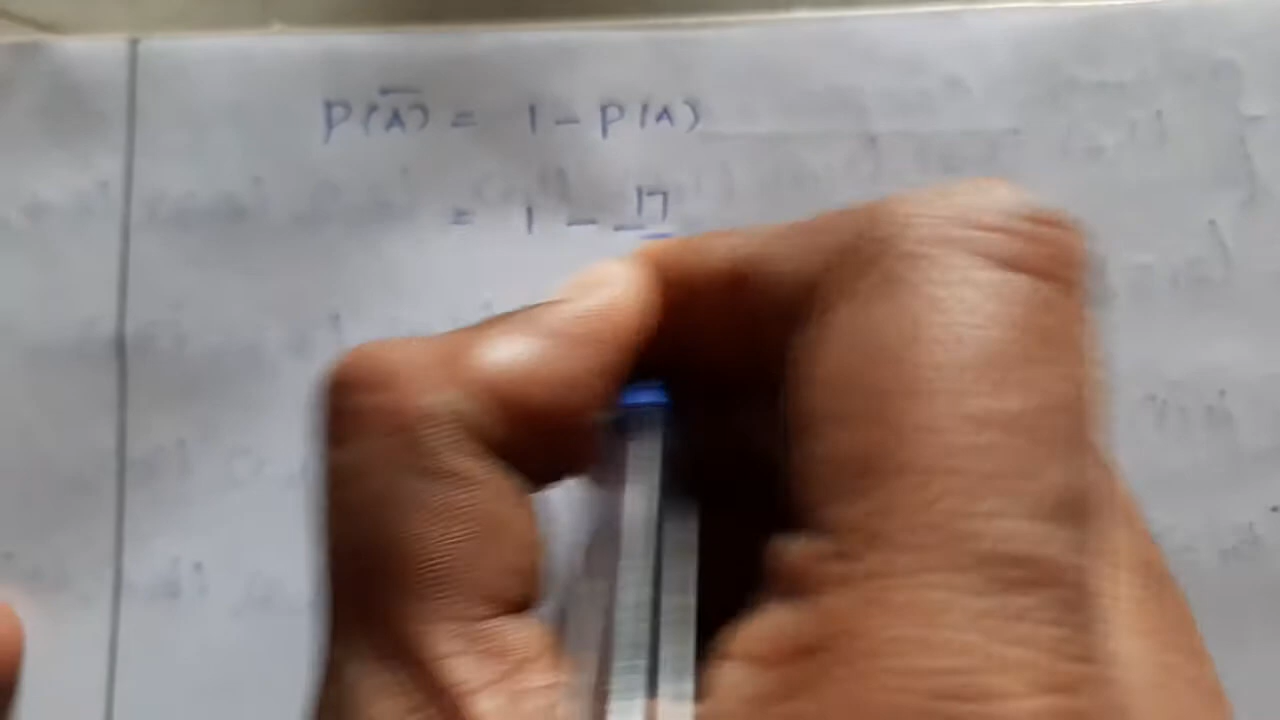 P(A̅) = 1 - P(A)
= 1 - 17